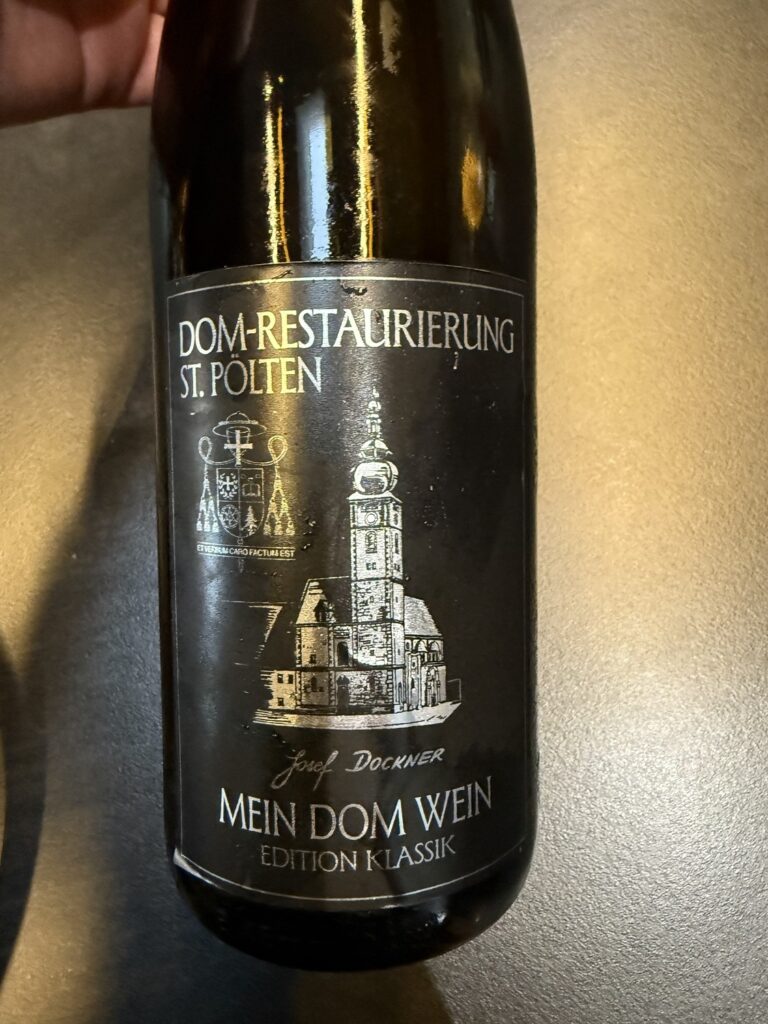 DOM-RESTAURIERUNG
ST. PÖLTEN
ET VERBUM CARO FACTUM EST
Josef DOCKNER
MEIN DOM WEIN
EDITION KLASSIK